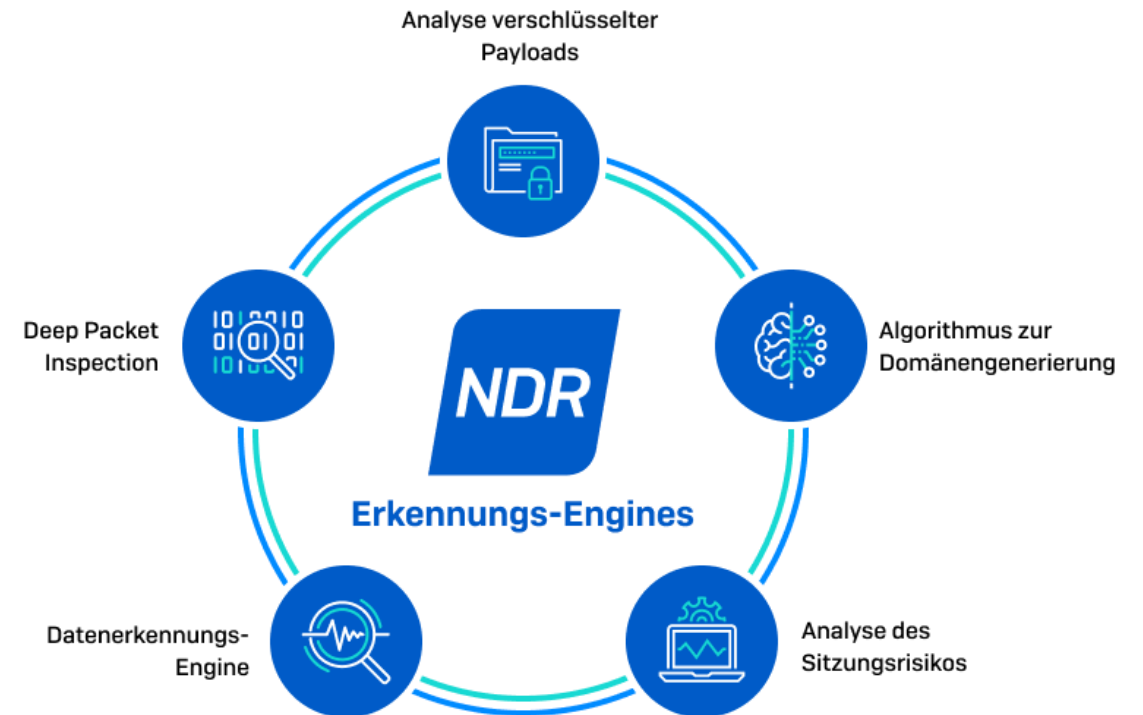 Analyse verschlüsselter
Payloads
Deep Packet
Inspection
Algorithmus zur
Domänengenerierung
NDR
Erkennungs-Engines
Datenerkennungs-
Engine
Analyse des
Sitzungsrisikos